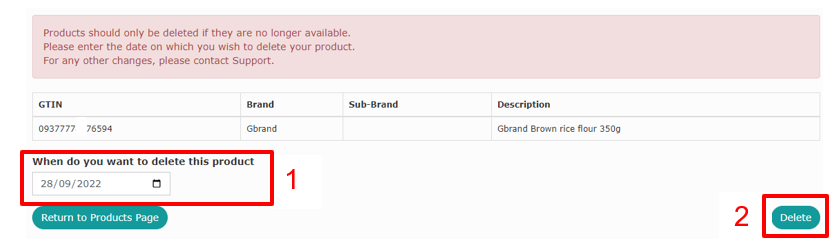 Products should only be deleted if they are no longer available.
Please enter the date on which you wish to delete your product.
For any other changes, please contact Support.
GTIN Brand Sub-Brand Description
0937777 76594 Gbrand Gbrand Brown rice flour 350g
When do you want to delete this product
28/09/2022
1
Return to Products Page
2 Delete